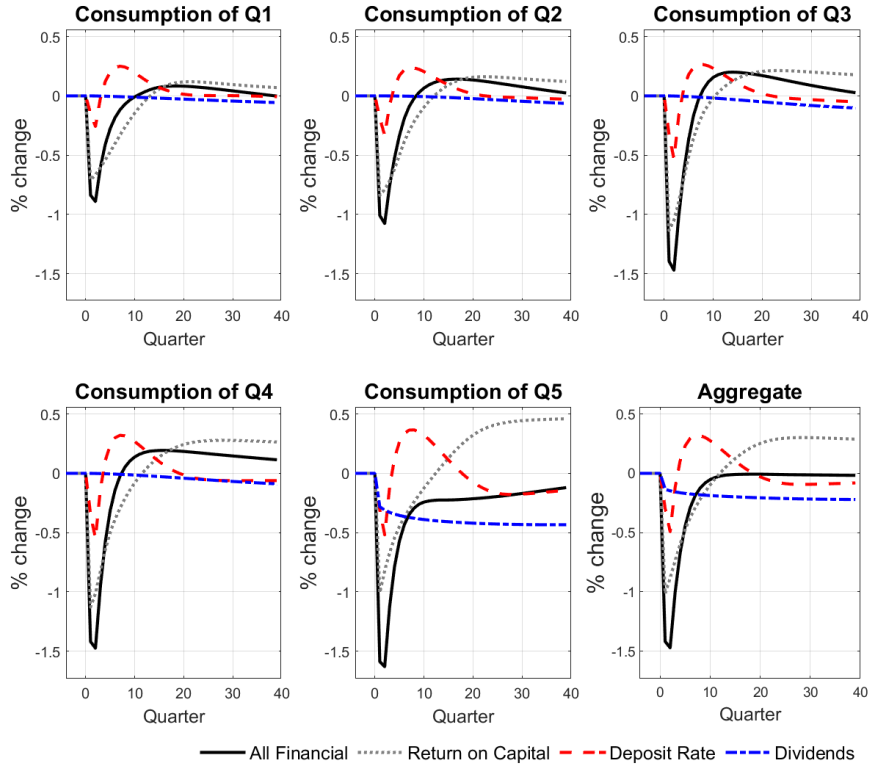 Consumption of Q1
Consumption of Q2
Consumption of Q3
0.5
0
-0.5
-1
-1.5
% change
0 10 20 30 40
Quarter
0.5
0
-0.5
-1
-1.5
% change
0 10 20 30 40
Quarter
0.5
0
-0.5
-1
-1.5
% change
0 10 20 30 40
Quarter
Consumption of Q4
Consumption of Q5
Aggregate
0.5
0
-0.5
-1
-1.5
% change
0 10 20 30 40
Quarter
0.5
0
-0.5
-1
-1.5
% change
0 10 20 30 40
Quarter
0.5
0
-0.5
-1
-1.5
% change
0 10 20 30 40
Quarter
All Financial Return on Capital Deposit Rate Dividends